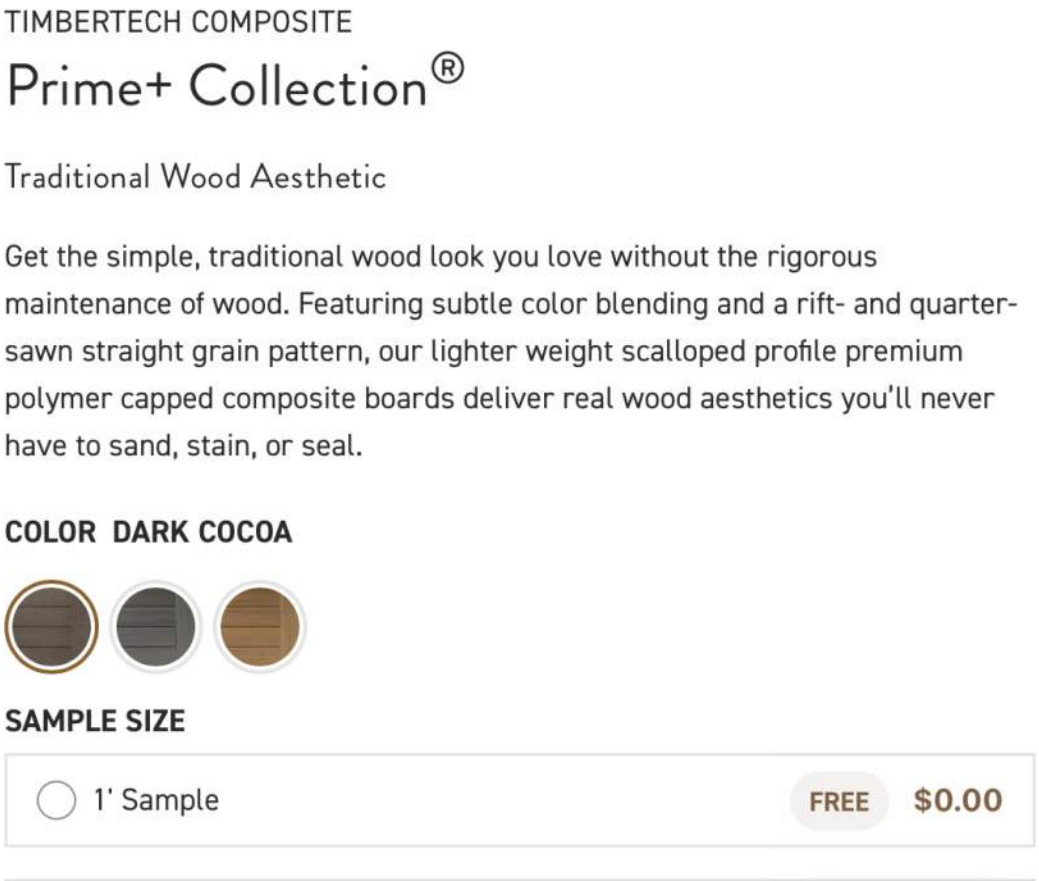 TIMBERTECH COMPOSITE
Prime+ Collection®
Traditional Wood Aesthetic
Get the simple, traditional wood look you love without the rigorous
maintenance of wood. Featuring subtle color blending and a rift- and quarter-
sawn straight grain pattern, our lighter weight scalloped profile premium
polymer capped composite boards deliver real wood aesthetics you'll never
have to sand, stain, or seal.
COLOR DARK COCOA
SAMPLE SIZE
1' Sample FREE $0.00